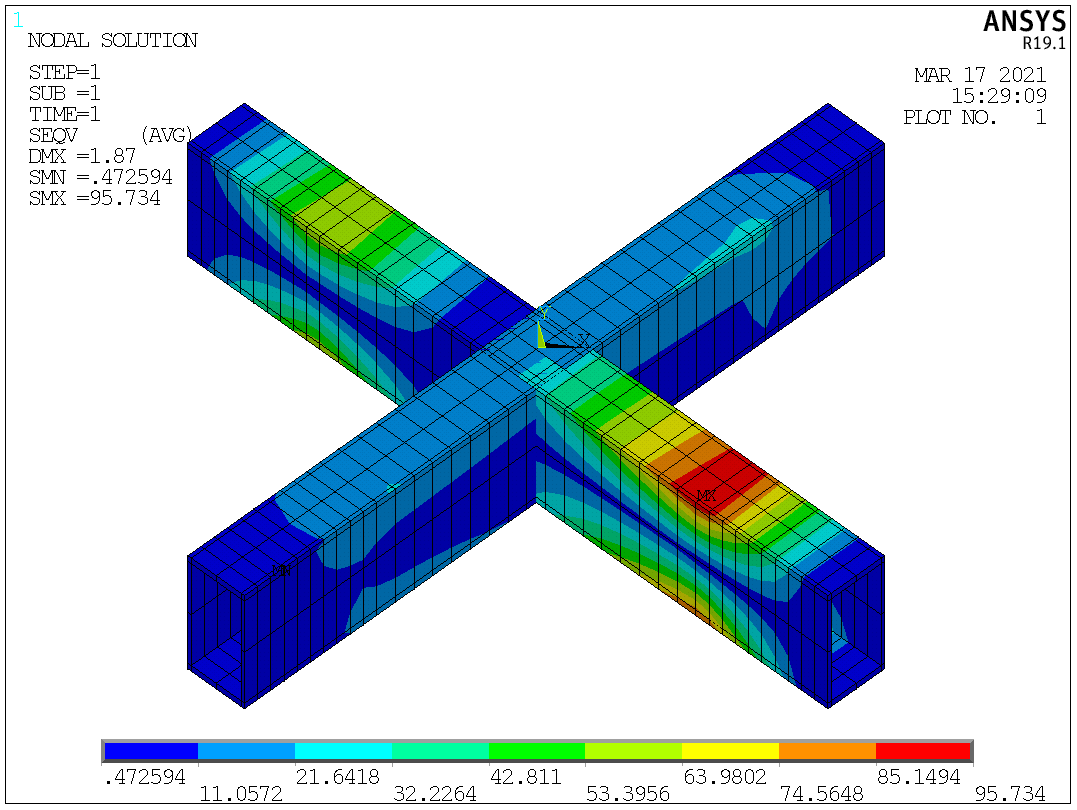 1
ANSYS
R19.1
NODAL SOLUTION
STEP=1
SUB =1
TIME=1
SEQV (AVG)
DMX =1.87
SMN =.472594
SMX =95.734
MAR 17 2021
15:29:09
PLOT NO. 1
Y
X
MX
.472594 21.6418 42.811 63.9802 85.1494
11.0572 32.2264 53.3956 74.5648 95.734